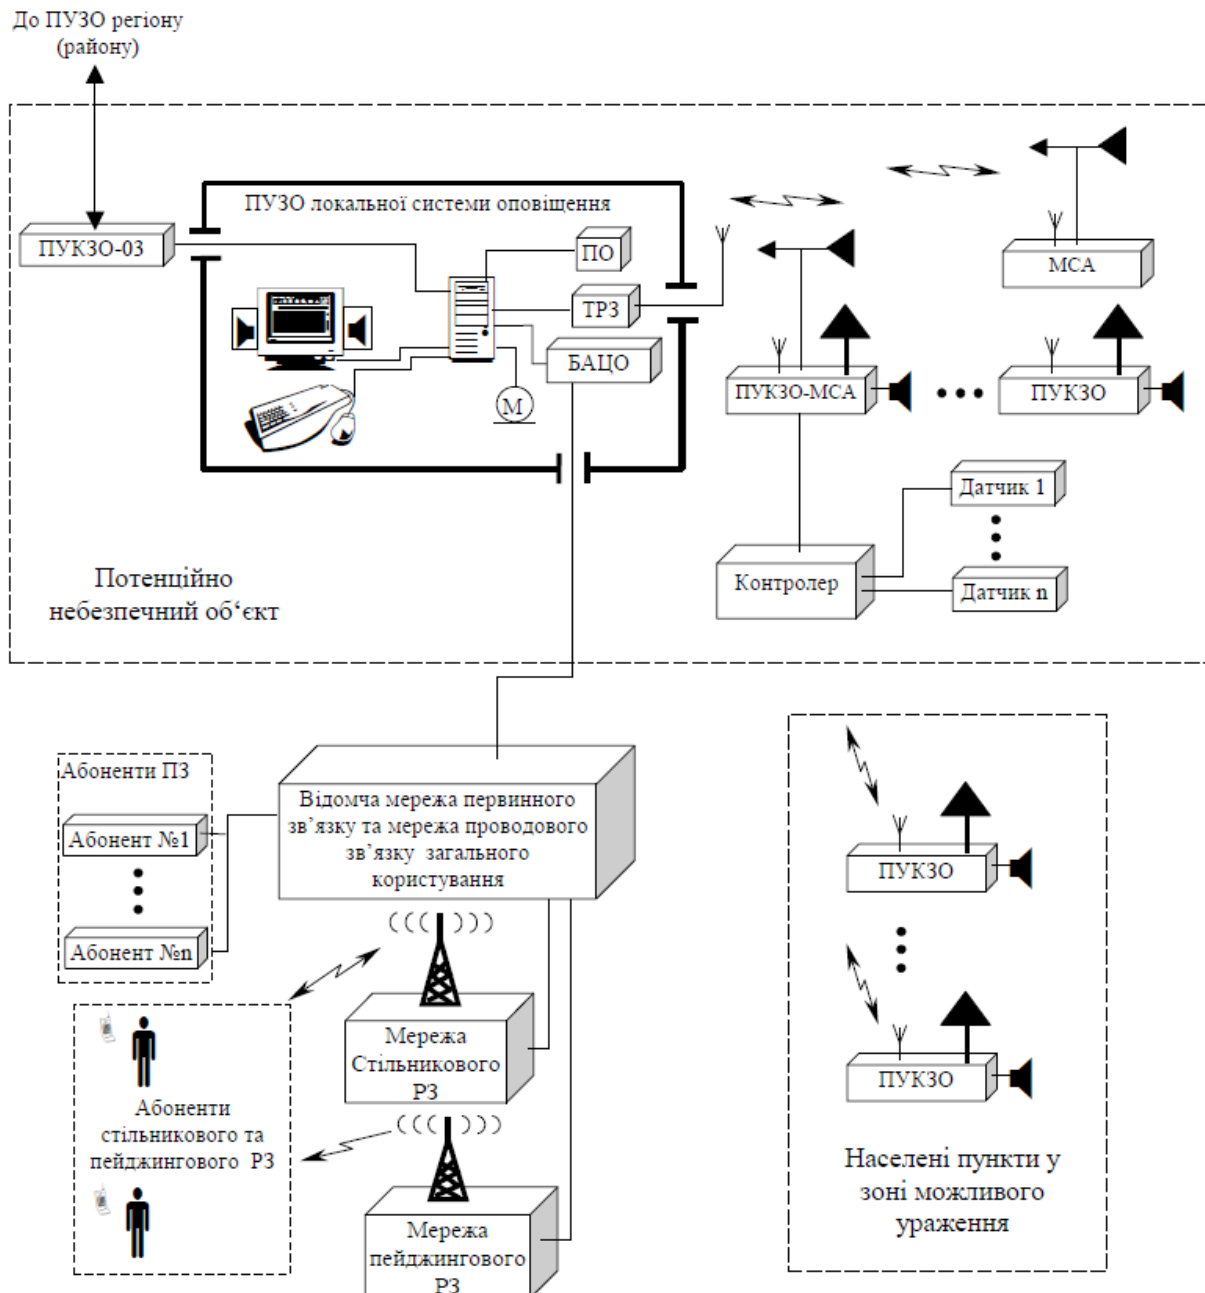 До ПУЗО регіону
(району)
ПУЗО локальної системи оповіщення
ПУКЗО-03
ПО
ТРЗ
БАЦО
М
МСА
ПУКЗО-МСА
ПУКЗО
Датчик 1
Контролер
Датчик n
Потенційно
небезпечний об‘єкт
Абоненти ПЗ
Абонент №1
Абонент №n
Відомча мережа первинного
зв’язку та мережа проводового
зв’язку загального
користування
Мережа
Стільникового
РЗ
Абоненти
стільникового та
пейджингового РЗ
Мережа
пейджингового
РЗ
ПУКЗО
ПУКЗО
Населені пункти у
зоні можливого
ураження